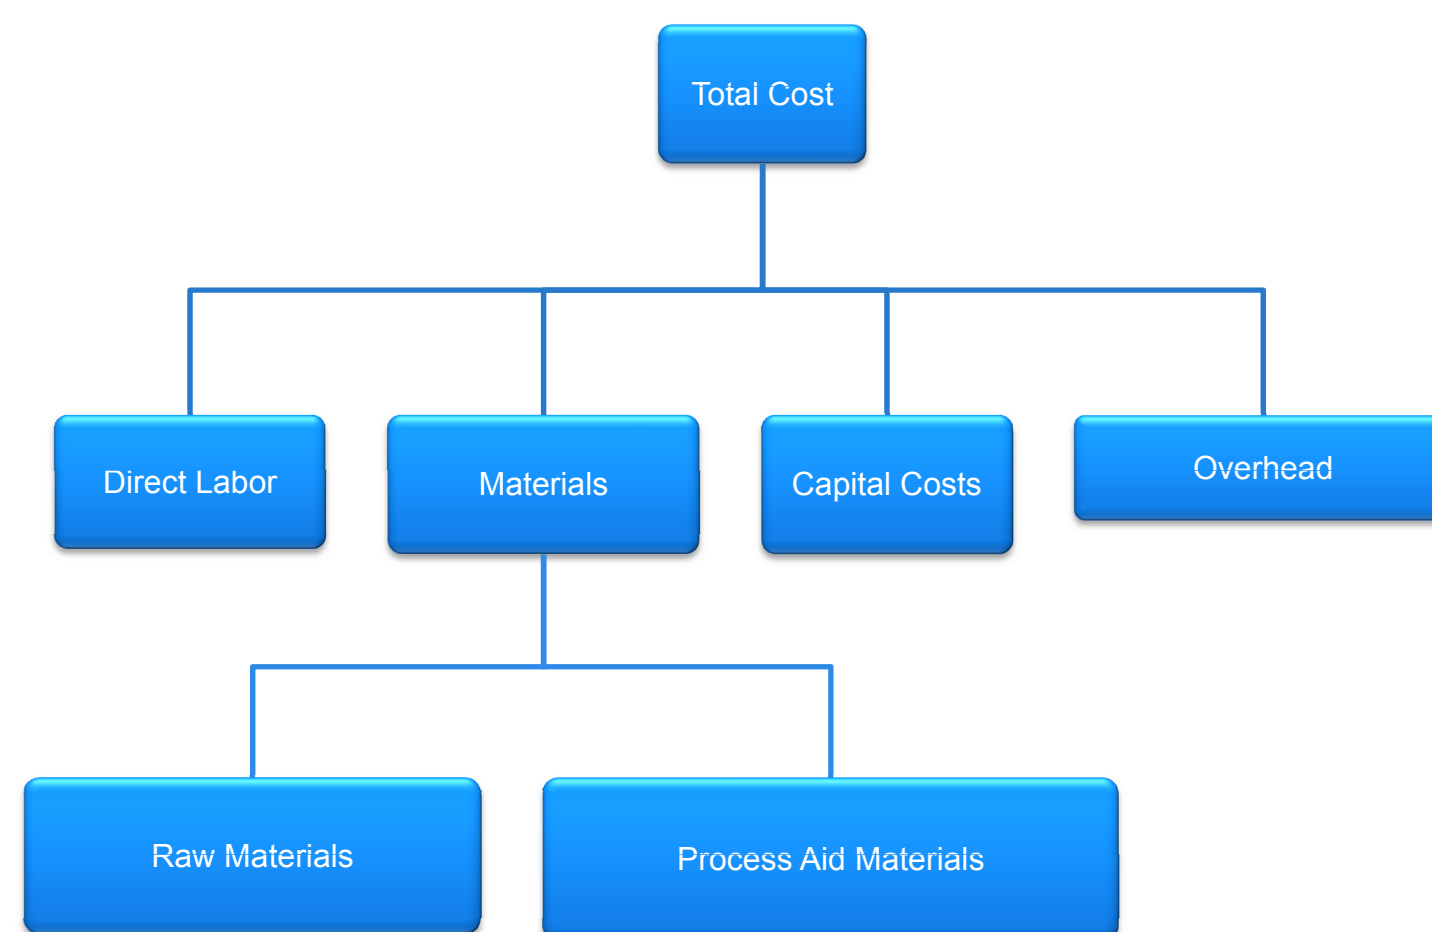 Total Cost
Direct Labor
Materials
Capital Costs
Overhead
Raw Materials
Process Aid Materials